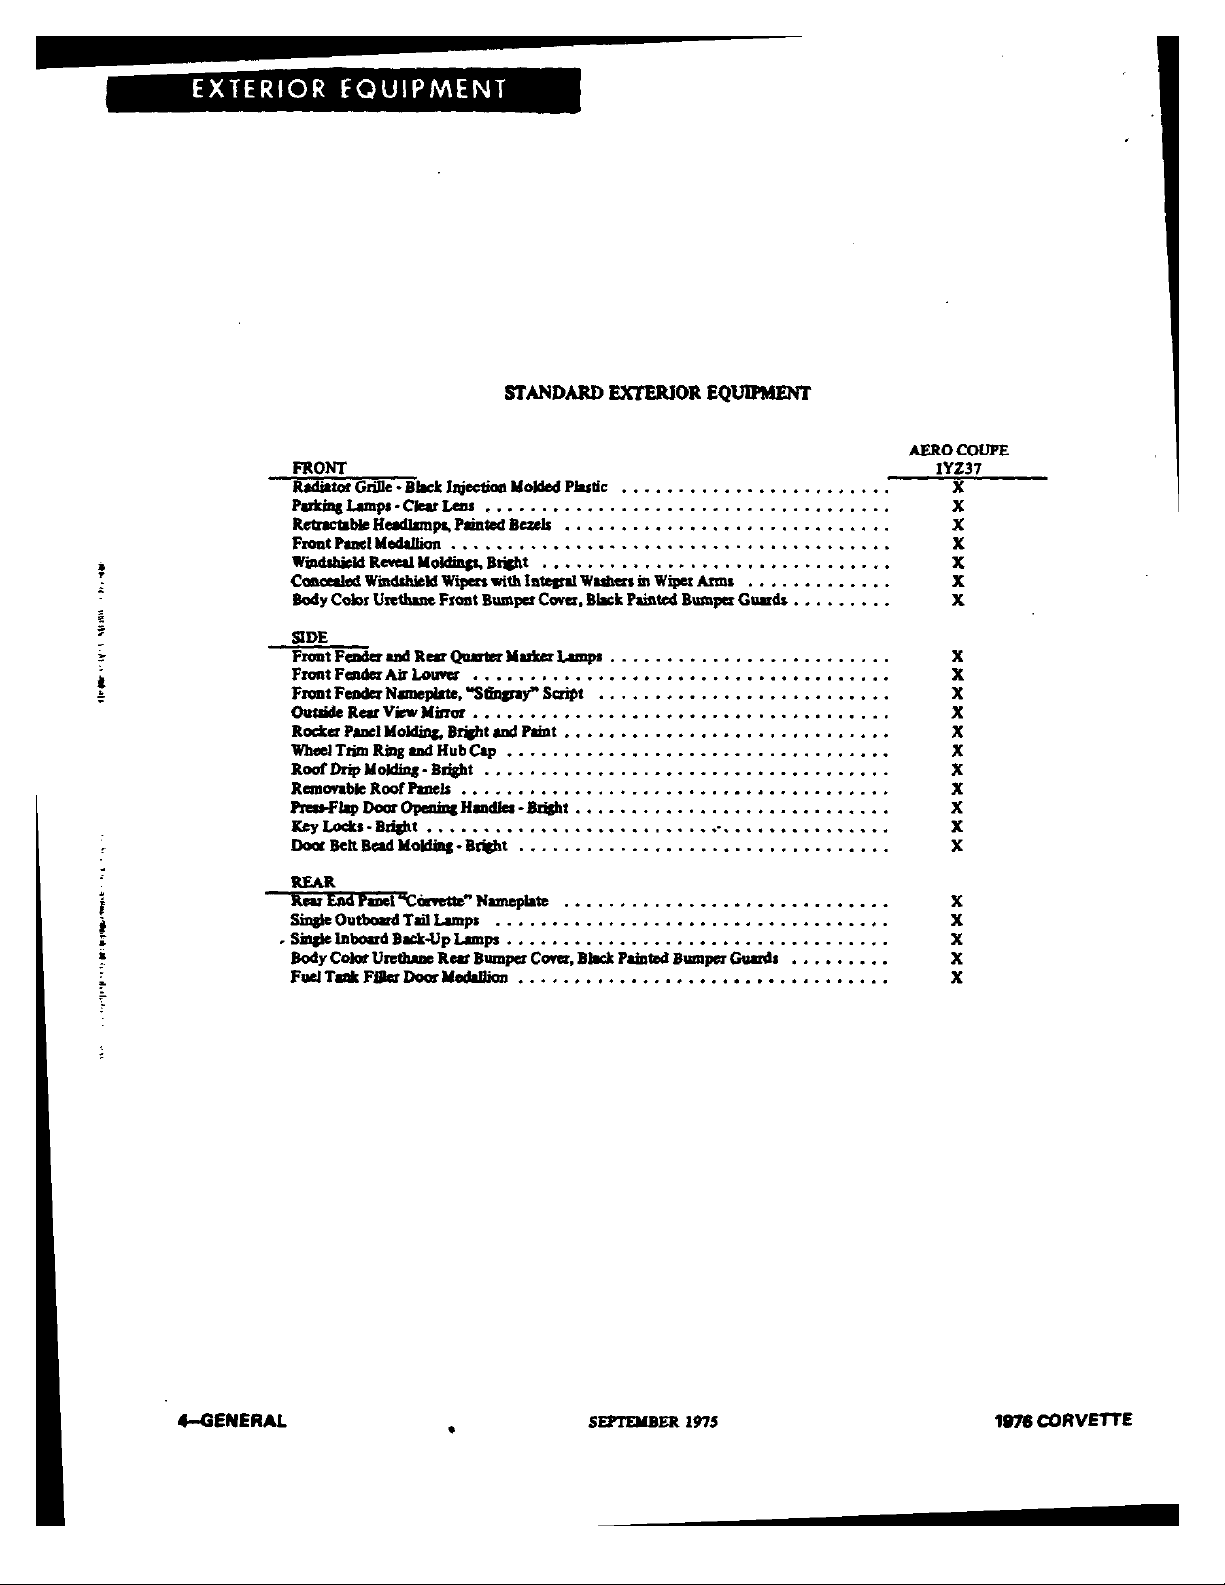 EXTERIOR EQUIPMENT
STANDARD EXTERIOR EQUIPMENT
AERO COUPE
FRONT 1YZ37
Radiator Grille - Black Injection Molded Plastic . . . . . . . . . . . . . . . . . . . . . . . . X
Parking Lamps - Clear Lens . . . . . . . . . . . . . . . . . . . . . . . . . . . . . . . . . . . . X
Retractable Headlamps, Painted Bezels . . . . . . . . . . . . . . . . . . . . . . . . . . . . . X
Front Panel Medallion . . . . . . . . . . . . . . . . . . . . . . . . . . . . . . . . . . . . . . . X
Windshield Reveal Moldings, Bright . . . . . . . . . . . . . . . . . . . . . . . . . . . . . . . X
Concealed Windshield Wipers with Integral Washers in Wiper Arms . . . . . . . . . . . . . X
Body Color Urethane Front Bumper Cover, Black Painted Bumper Guards . . . . . . . . . X
SIDE
Front Fender and Rear Quarter Marker Lamps . . . . . . . . . . . . . . . . . . . . . . . . . X
Front Fender Air Louver . . . . . . . . . . . . . . . . . . . . . . . . . . . . . . . . . . . . . X
Front Fender Nameplate, "Stingray" Script . . . . . . . . . . . . . . . . . . . . . . . . . . X
Outside Rear View Mirror . . . . . . . . . . . . . . . . . . . . . . . . . . . . . . . . . . . . . X
Rocker Panel Molding, Bright and Paint . . . . . . . . . . . . . . . . . . . . . . . . . . . . . X
Wheel Trim Ring and Hub Cap . . . . . . . . . . . . . . . . . . . . . . . . . . . . . . . . . . X
Roof Drip Molding - Bright . . . . . . . . . . . . . . . . . . . . . . . . . . . . . . . . . . . . X
Removable Roof Panels . . . . . . . . . . . . . . . . . . . . . . . . . . . . . . . . . . . . . . X
Press-Flap Door Opening Handles - Bright . . . . . . . . . . . . . . . . . . . . . . . . . . . . X
Key Locks - Bright . . . . . . . . . . . . . . . . . . . . . . . . . . . . . . . . . . . . . . . . . X
Door Belt Bead Molding - Bright . . . . . . . . . . . . . . . . . . . . . . . . . . . . . . . . . X
REAR
Rear End Panel "Corvette" Nameplate . . . . . . . . . . . . . . . . . . . . . . . . . . . . . X
Single Outboard Tail Lamps . . . . . . . . . . . . . . . . . . . . . . . . . . . . . . . . . . . X
Single Inboard Back-Up Lamps . . . . . . . . . . . . . . . . . . . . . . . . . . . . . . . . . . X
Body Color Urethane Rear Bumper Cover, Black Painted Bumper Guards . . . . . . . . . X
Fuel Tank Filler Door Medallion . . . . . . . . . . . . . . . . . . . . . . . . . . . . . . . . . X
4—GENERAL SEPTEMBER 1975 1976 CORVETTE